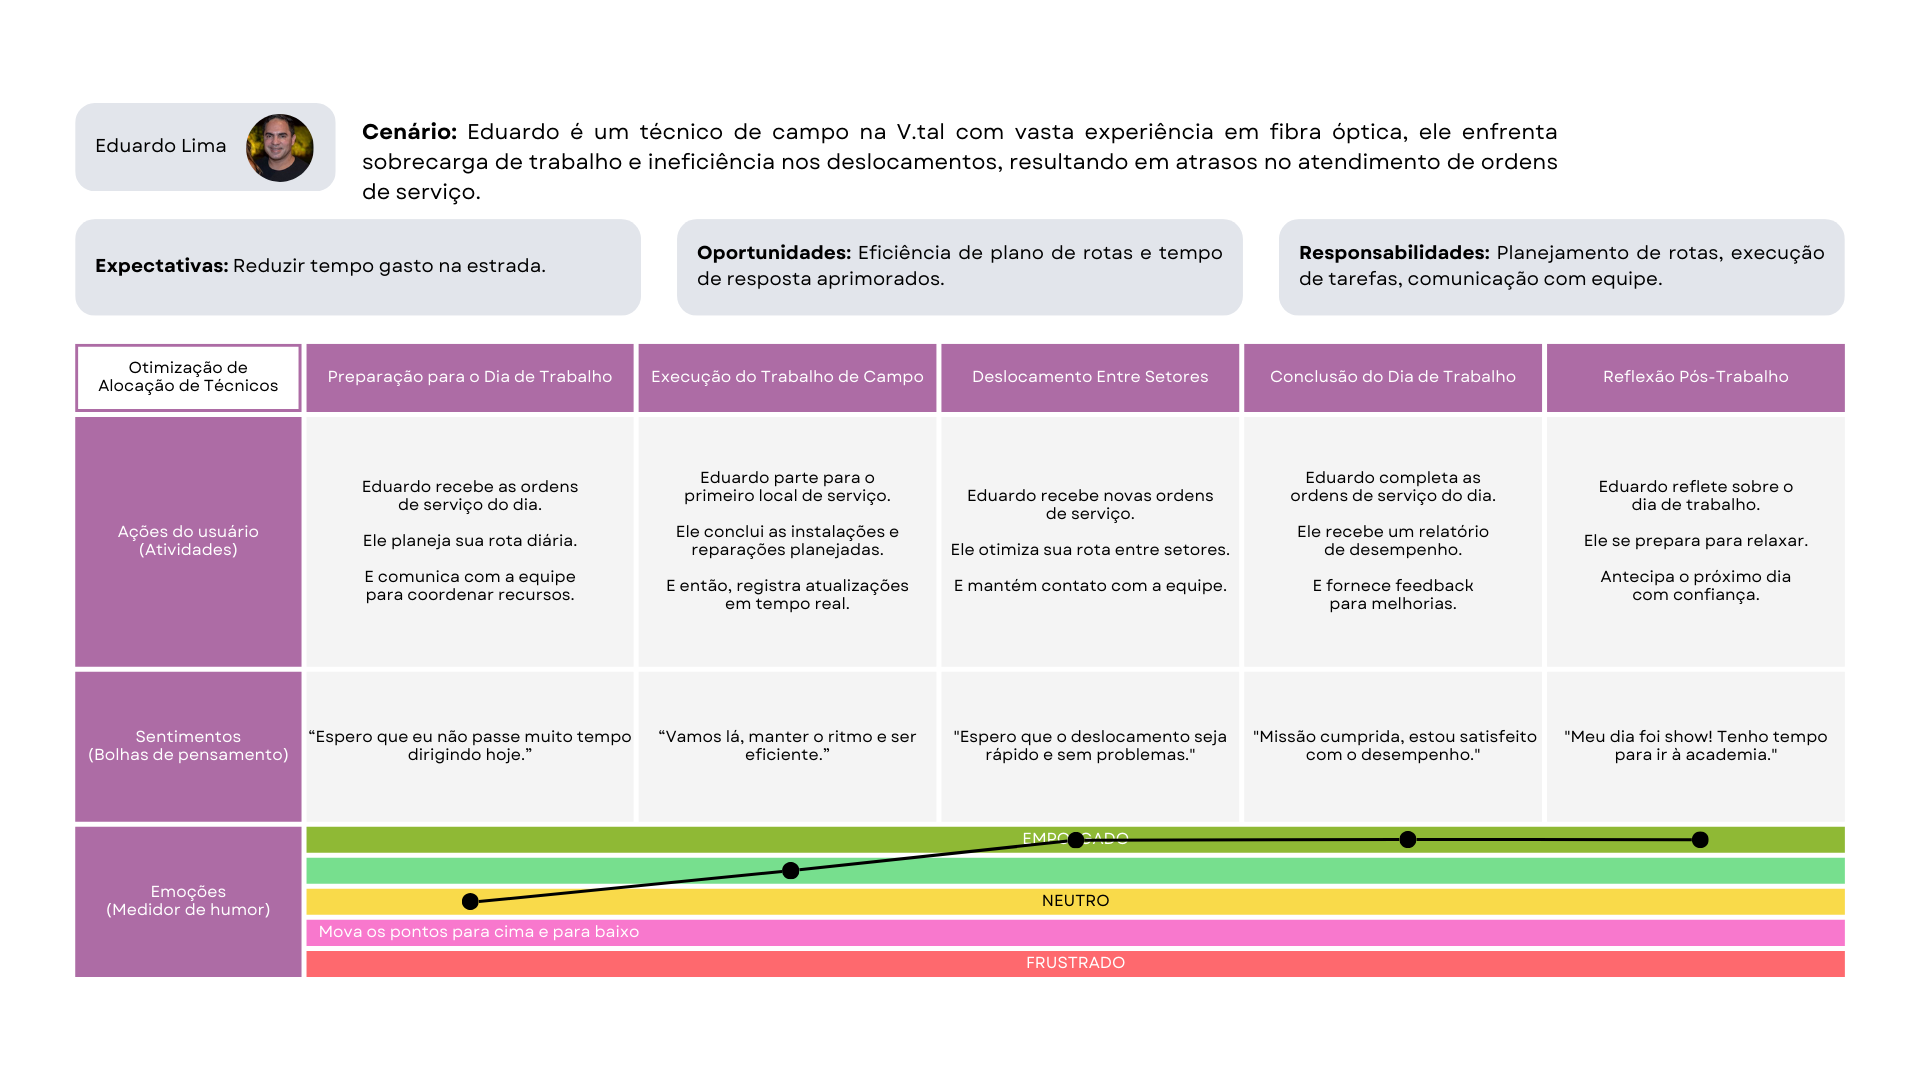 Eduardo Lima
Cenário: Eduardo é um técnico de campo na V.tal com vasta experiência em fibra óptica, ele enfrenta
sobrecarga de trabalho e ineficiência nos deslocamentos, resultando em atrasos no atendimento de ordens
de serviço.
Expectativas: Reduzir tempo gasto na estrada.
Oportunidades: Eficiência de plano de rotas e tempo
de resposta aprimorados.
Responsabilidades: Planejamento de rotas, execução
de tarefas, comunicação com equipe.
Otimização de
Alocação de Técnicos
Preparação para o Dia de Trabalho
Execução do Trabalho de Campo
Deslocamento Entre Setores
Conclusão do Dia de Trabalho
Reflexão Pós-Trabalho
Ações do usuário
(Atividades)
Eduardo recebe as ordens
de serviço do dia.
Ele planeja sua rota diária.
E comunica com a equipe
para coordenar recursos.
Eduardo parte para o
primeiro local de serviço.
Ele conclui as instalações e
reparações planejadas.
E então, registra atualizações
em tempo real.
Eduardo recebe novas ordens
de serviço.
Ele otimiza sua rota entre setores.
E mantém contato com a equipe.
Eduardo completa as
ordens de serviço do dia.
Ele recebe um relatório
de desempenho.
E fornece feedback
para melhorias.
Eduardo reflete sobre o
dia de trabalho.
Ele se prepara para relaxar.
Antecipa o próximo dia
com confiança.
Sentimentos
(Bolhas de pensamento)
“Espero que eu não passe muito tempo
dirigindo hoje.”
“Vamos lá, manter o ritmo e ser
eficiente.”
"Espero que o deslocamento seja
rápido e sem problemas."
"Missão cumprida, estou satisfeito
com o desempenho."
"Meu dia foi show! Tenho tempo
para ir à academia."
Emoções
(Medidor de humor)
EMPOLGADO
NEUTRO
Mova os pontos para cima e para baixo
FRUSTRADO